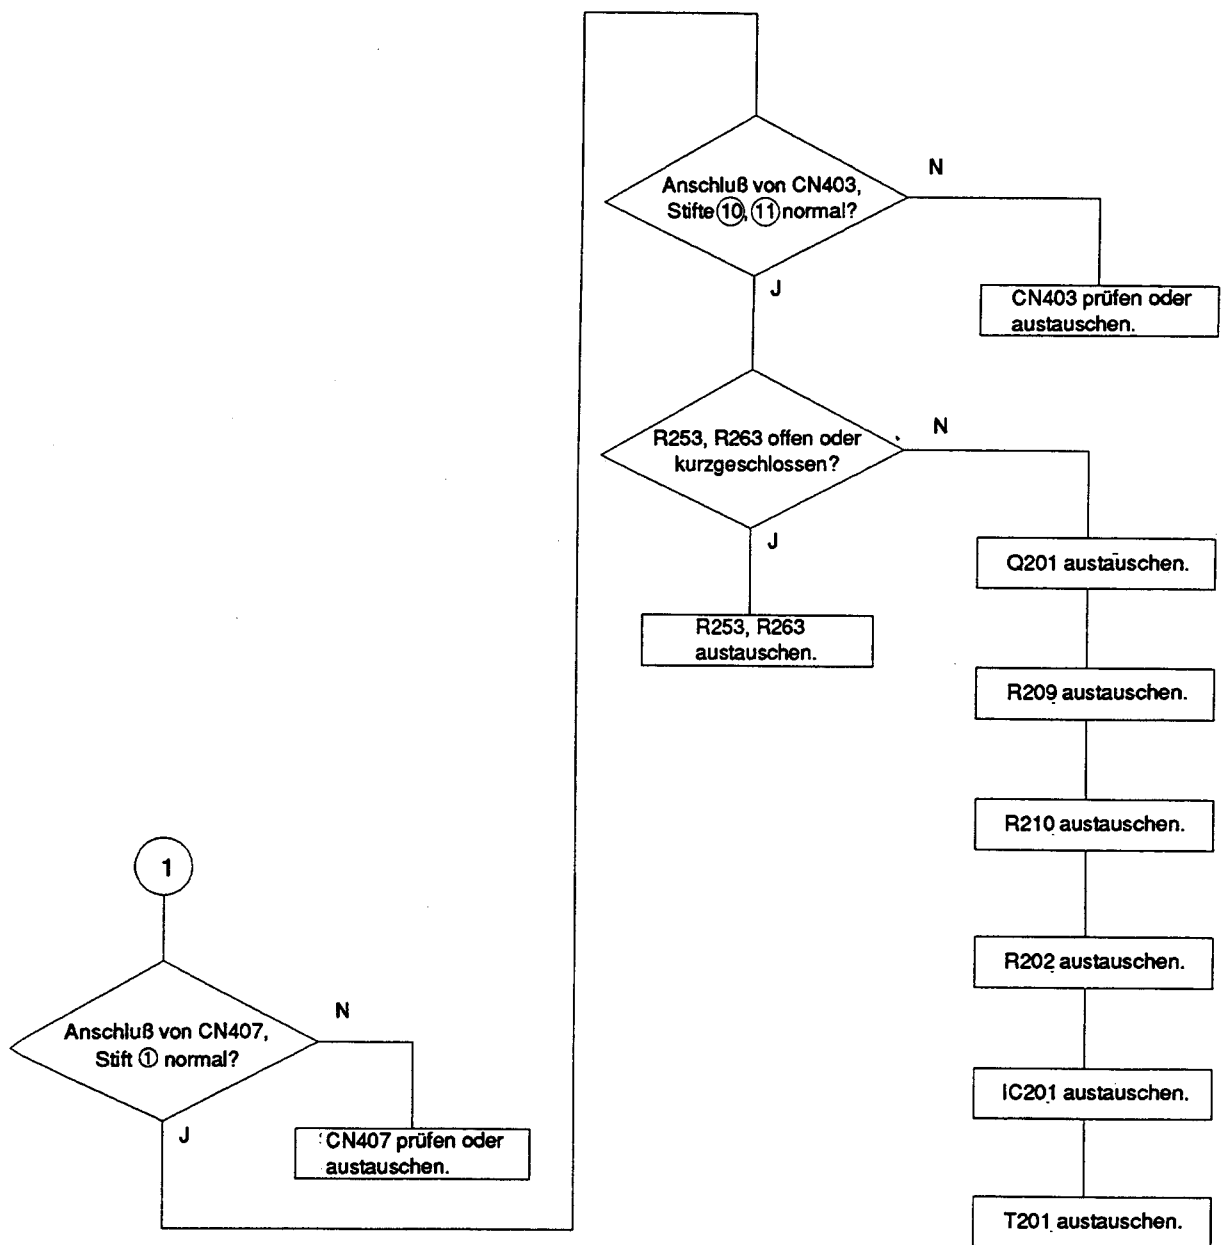 1
Anschluß von CN407,
Stift ① normal?
N
J
CN407 prüfen oder
austauschen.
Anschluß von CN403,
Stifte ⑩, ⑪ normal?
N
J
CN403 prüfen oder
austauschen.
R253, R263 offen oder
kurzgeschlossen?
N
J
R253, R263
austauschen.
Q201 austauschen.
R209 austauschen.
R210 austauschen.
R202 austauschen.
IC201 austauschen.
T201 austauschen.